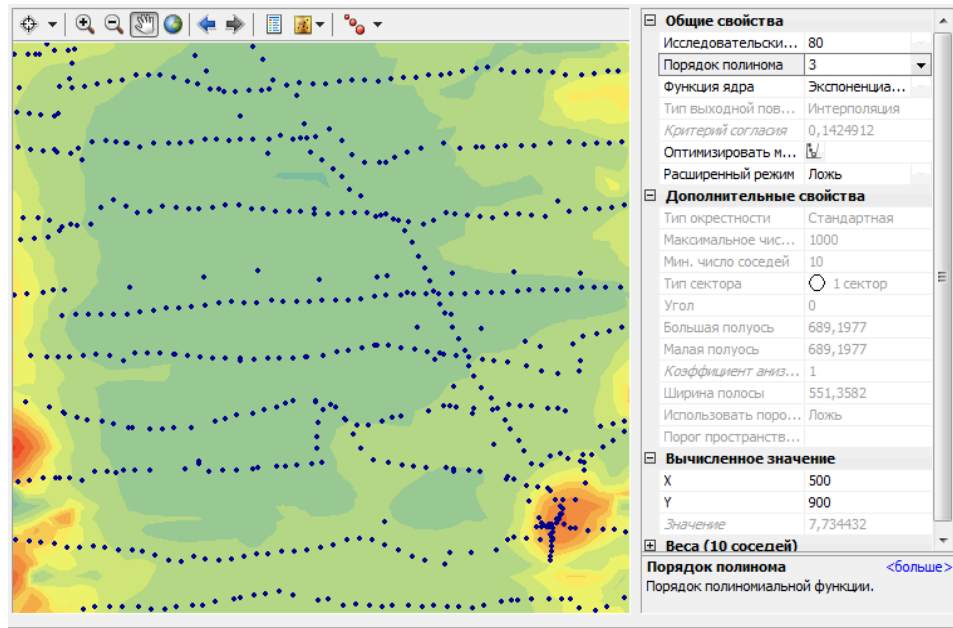 Общие свойства
Исследовательски... 80
Порядок полинома 3
Функция ядра Экспоненциа...
Тип выходной пов... Интерполяция
Критерий согласия 0,1424912
Оптимизировать м...
Расширенный режим Ложь
Дополнительные свойства
Тип окрестности Стандартная
Максимальное чис... 1000
Мин. число соседей 10
Тип сектора 1 сектор
Угол 0
Большая полуось 689,1977
Малая полуось 689,1977
Коэффициент аниз... 1
Ширина полосы 551,3582
Использовать поро... Ложь
Порог пространств...
Вычисленное значение
X 500
Y 900
Значение 7,734432
Веса (10 соседей)
Порядок полинома <больше>
Порядок полиномиальной функции.